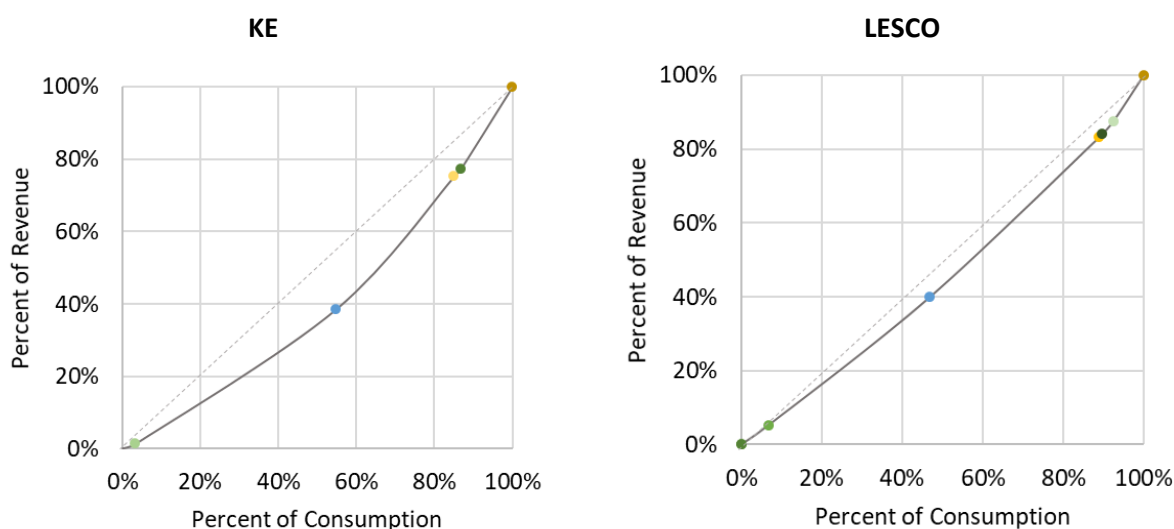 KE
100%
80%
60%
40%
20%
0%
Percent of Revenue
0% 20% 40% 60% 80% 100%
Percent of Consumption
LESCO
100%
80%
60%
40%
20%
0%
Percent of Revenue
0% 20% 40% 60% 80% 100%
Percent of Consumption